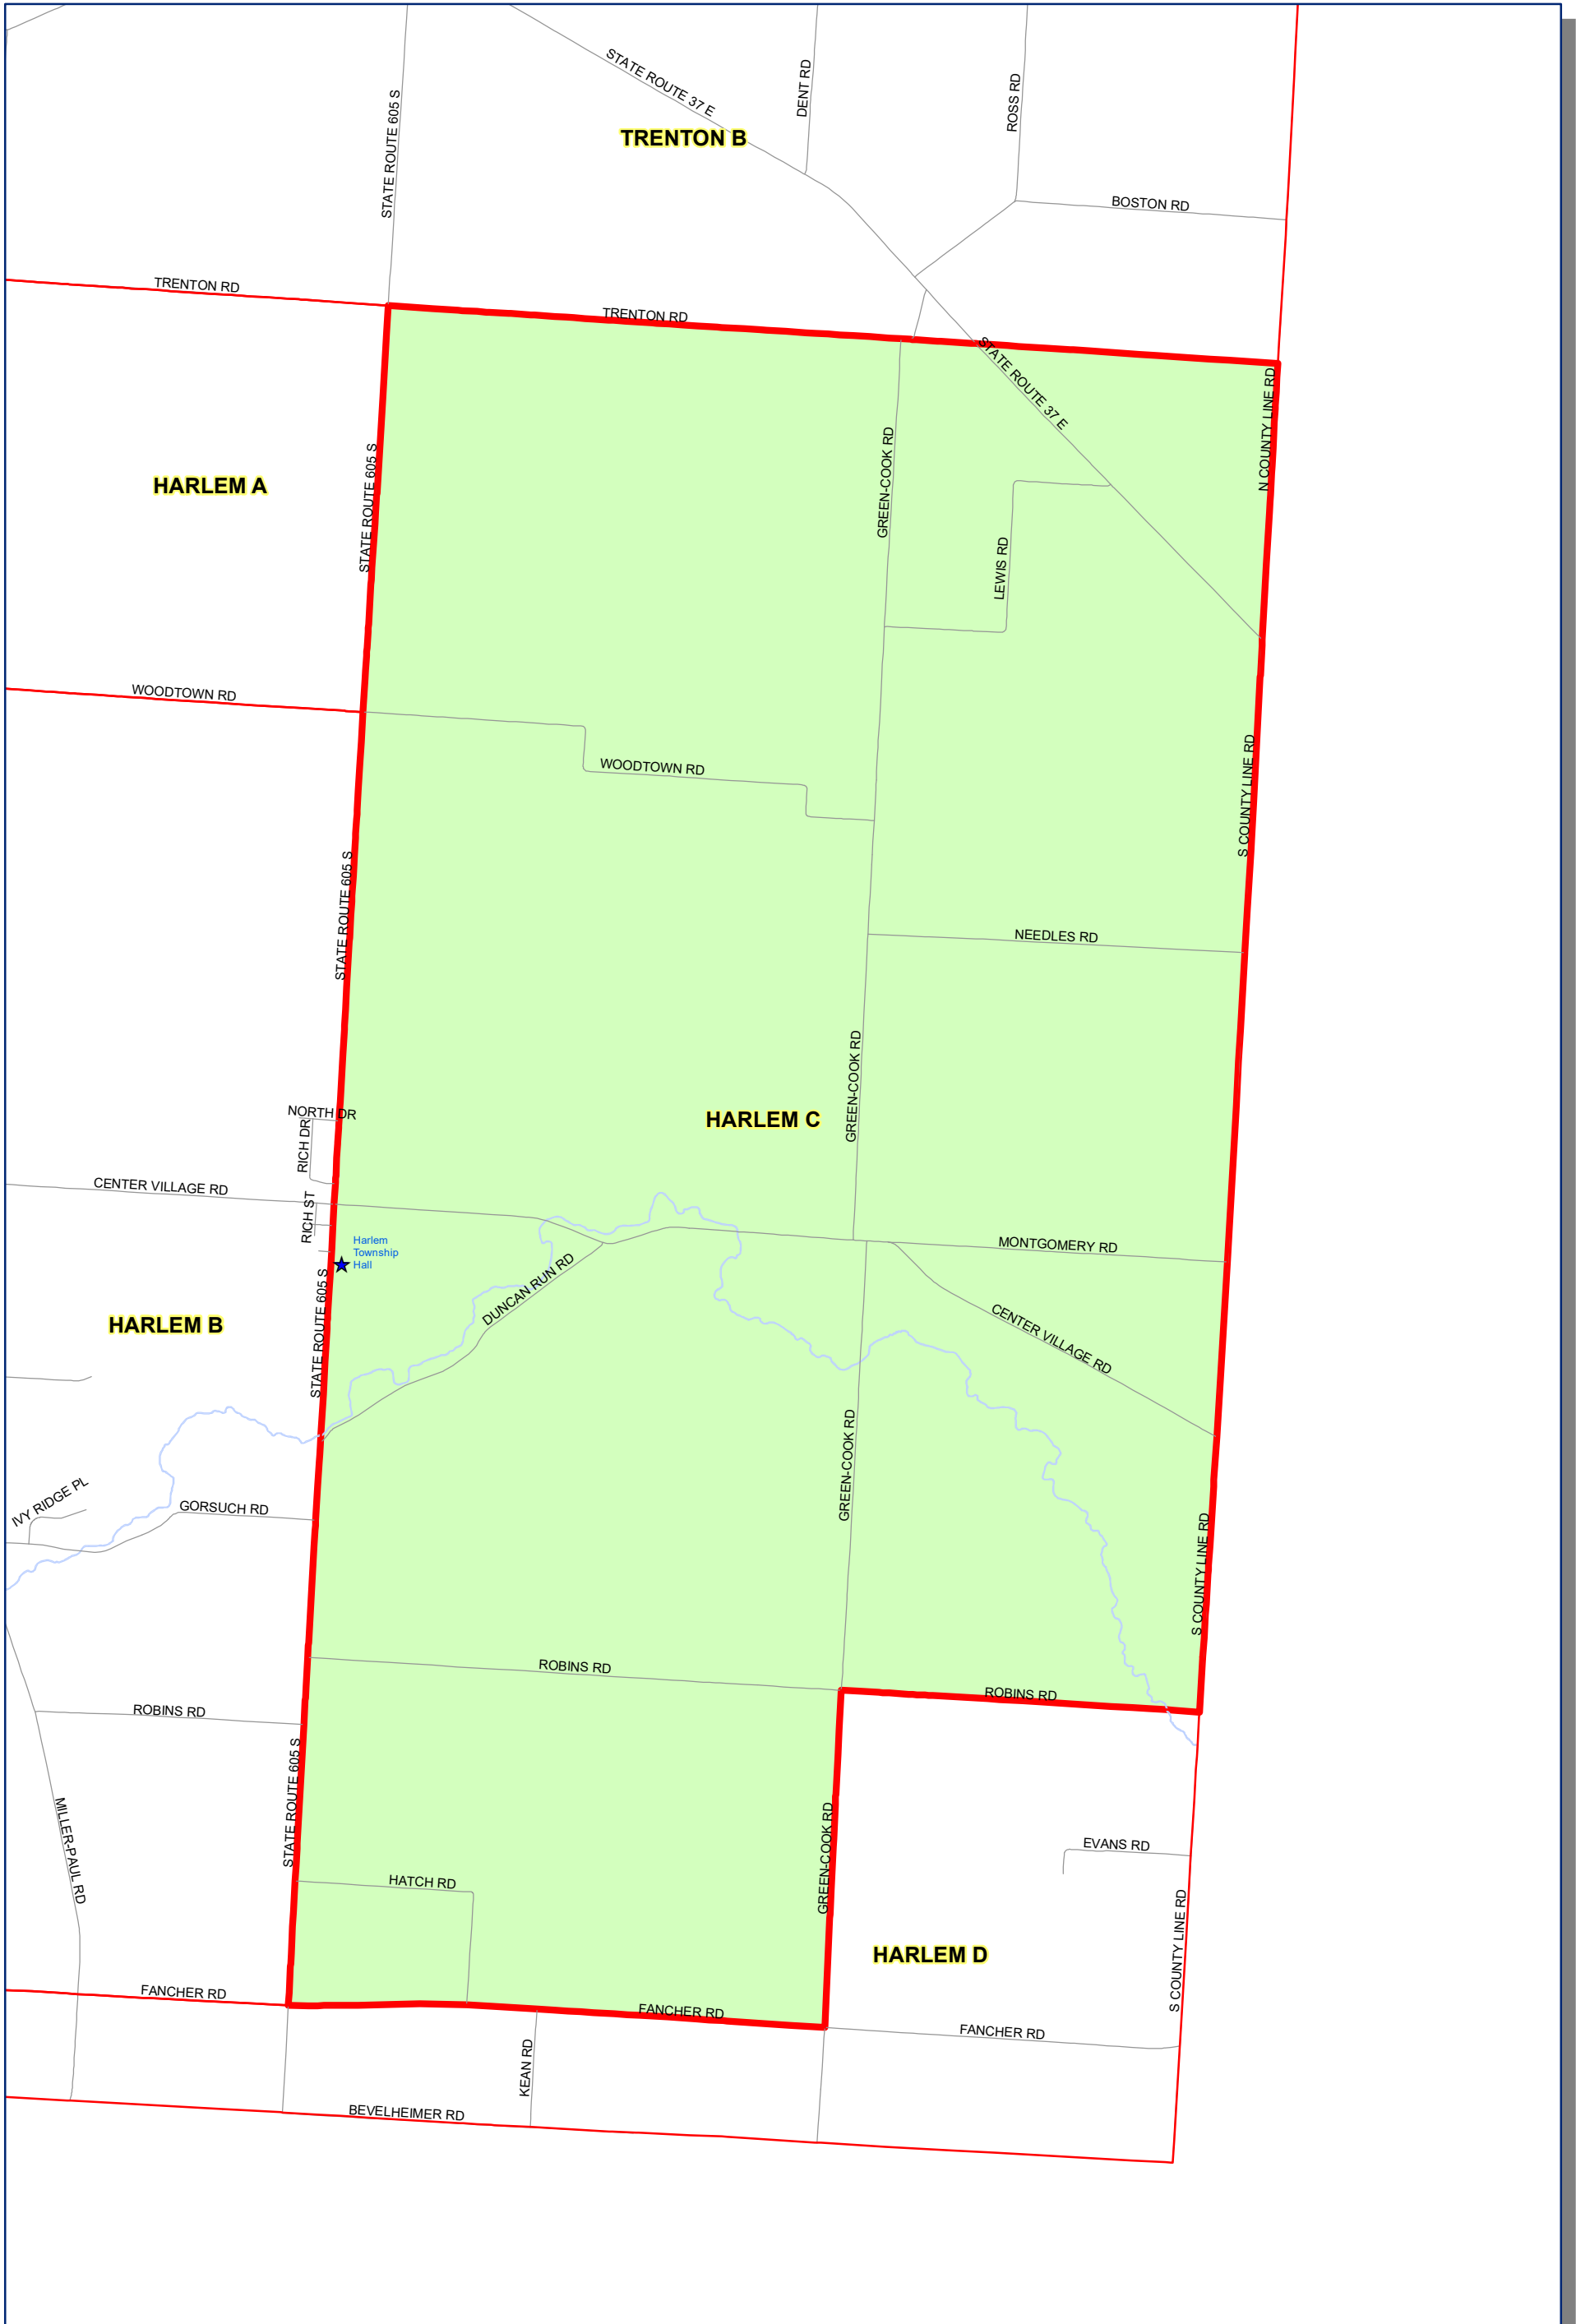 STATE ROUTE 37 E
DENT RD
ROSS RD
STATE ROUTE 605 S
TRENTON B
BOSTON RD
TRENTON RD
TRENTON RD
STATE ROUTE 37 E
N COUNTY LINE RD
HARLEM A
STATE ROUTE 605 S
GREEN-COOK RD
LEWIS RD
WOODTOWN RD
WOODTOWN RD
S COUNTY LINE RD
STATE ROUTE 605 S
NEEDLES RD
GREEN-COOK RD
NORTH DR
HARLEM C
RICH DR
CENTER VILLAGE RD
RICH ST
Harlem
Township
Hall
MONTGOMERY RD
DUNCAN RUN RD
CENTER VILLAGE RD
HARLEM B
STATE ROUTE 605 S
GREEN-COOK RD
IVY RIDGE PL
GORSUCH RD
S COUNTY LINE RD
ROBINS RD
ROBINS RD
ROBINS RD
STATE ROUTE 605 S
MILLER-PAUL RD
GREEN-COOK RD
EVANS RD
HATCH RD
S COUNTY LINE RD
HARLEM D
FANCHER RD
FANCHER RD
FANCHER RD
KEAN RD
BEVELHEIMER RD